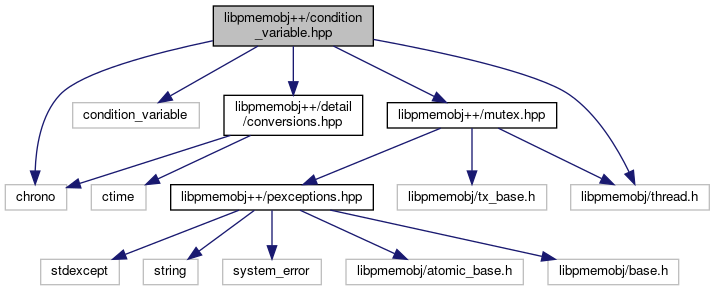 libpmemobj++/condition
_variable.hpp
condition_variable
libpmemobj++/detail
/conversions.hpp
libpmemobj++/mutex.hpp
chrono
ctime
libpmemobj++/pexceptions.hpp
libpmemobj/tx_base.h
libpmemobj/thread.h
stdexcept
string
system_error
libpmemobj/atomic_base.h
libpmemobj/base.h